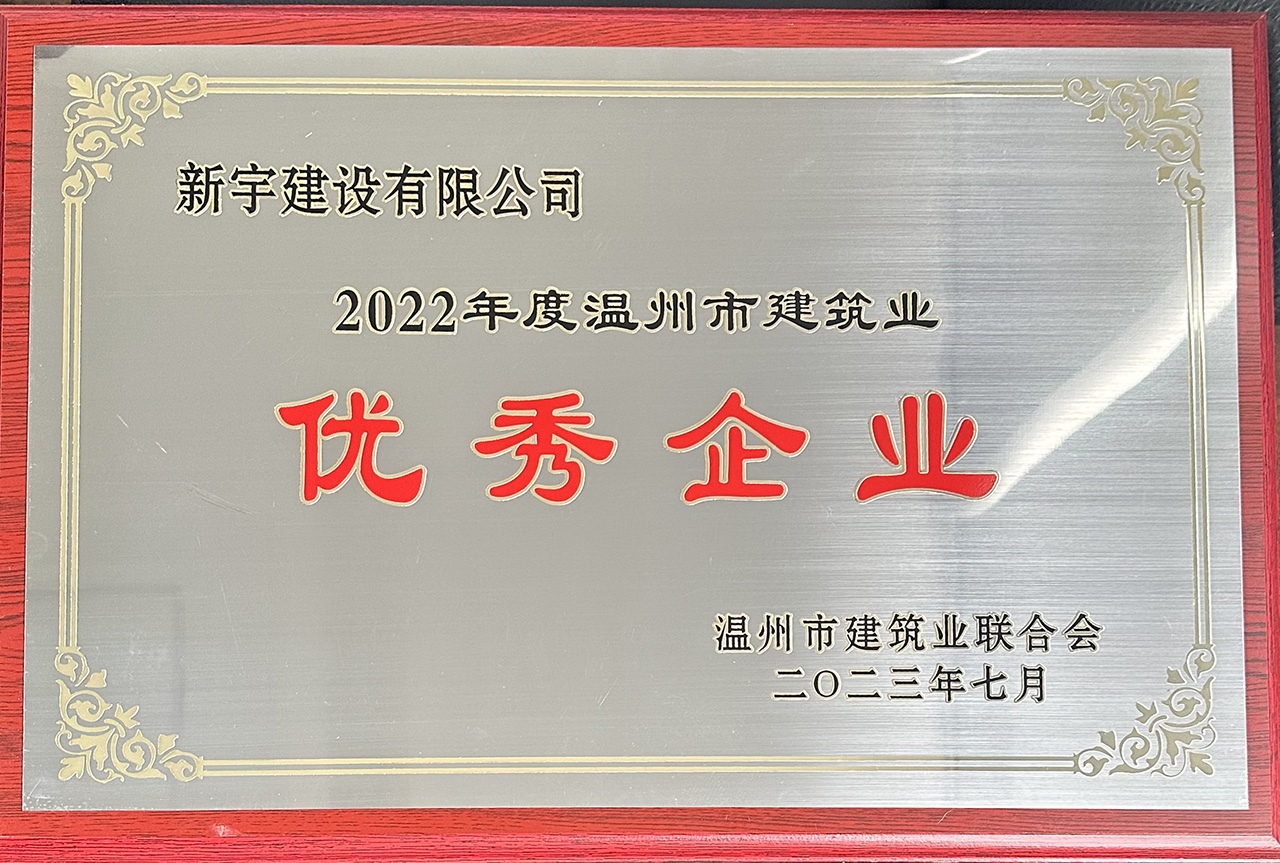 新宇建设有限公司
2022年度温州市建筑业
优秀企业
温州市建筑业联合会
二〇二三年七月